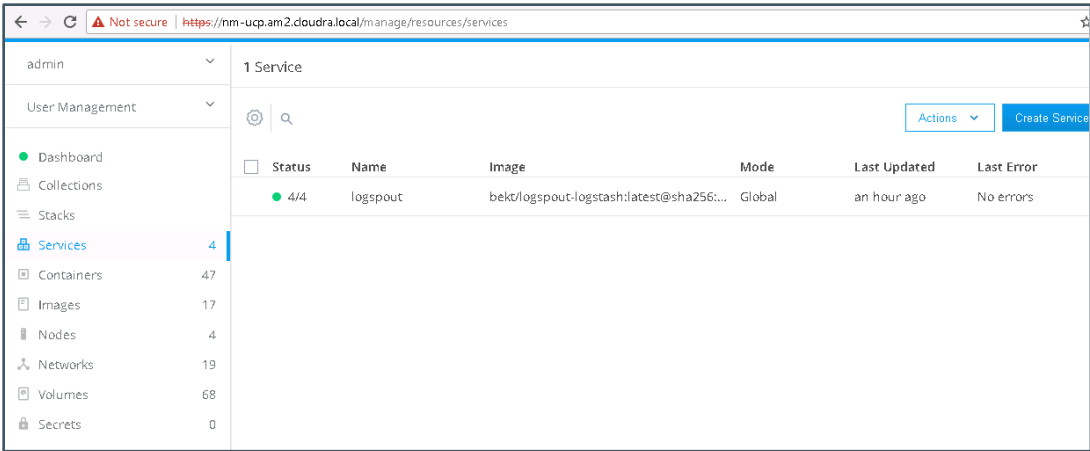 Not secure | https://nm-ucp.am2.cloudra.local/manage/resources/services
admin
User Management
Dashboard
Collections
Stacks
Services 4
Containers 47
Images 17
Nodes 4
Networks 19
Volumes 68
Secrets 0
1 Service
Actions
Create Service
Status Name Image Mode Last Updated Last Error
4/4 logspout bekt/logspout-logstash:latest@sha256:... Global an hour ago No errors